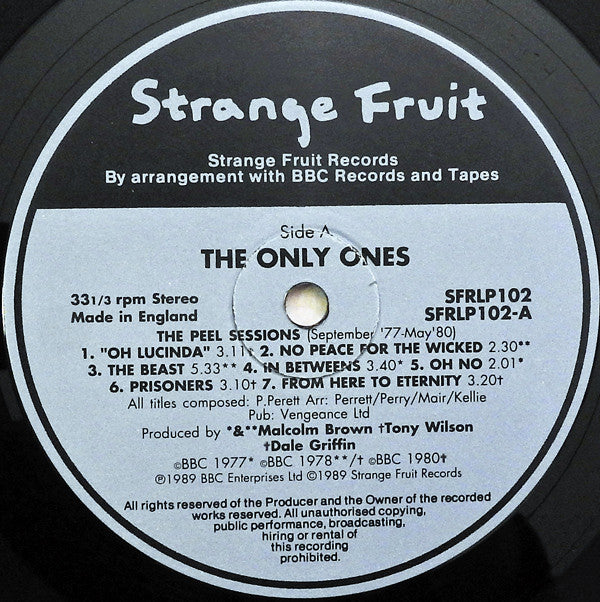 Strange Fruit
Strange Fruit Records
By arrangement with BBC Records and Tapes
Side A
THE ONLY ONES
33 1/3 rpm Stereo
Made in England
SFRLP102
SFRLP102-A
THE PEEL SESSIONS (September '77-May'80)
1. "OH LUCINDA" 3.11† 2. NO PEACE FOR THE WICKED 2.30**
3. THE BEAST 5.33** 4. IN BETWEENS 3.40* 5. OH NO 2.01*
6. PRISONERS 3.10† 7. FROM HERE TO ETERNITY 3.20†
All titles composed: P.Perett Arr: Perrett/Perry/Mair/Kellie
Pub: Vengeance Ltd
Produced by *&**Malcolm Brown †Tony Wilson
‡Dale Griffin
©BBC 1977* ©BBC 1978**/† ©BBC 1980‡
℗1989 BBC Enterprises Ltd ©1989 Strange Fruit Records
All rights reserved of the Producer and the Owner of the recorded
works reserved. All unauthorised copying,
public performance, broadcasting,
hiring or rental of
this recording
prohibited.